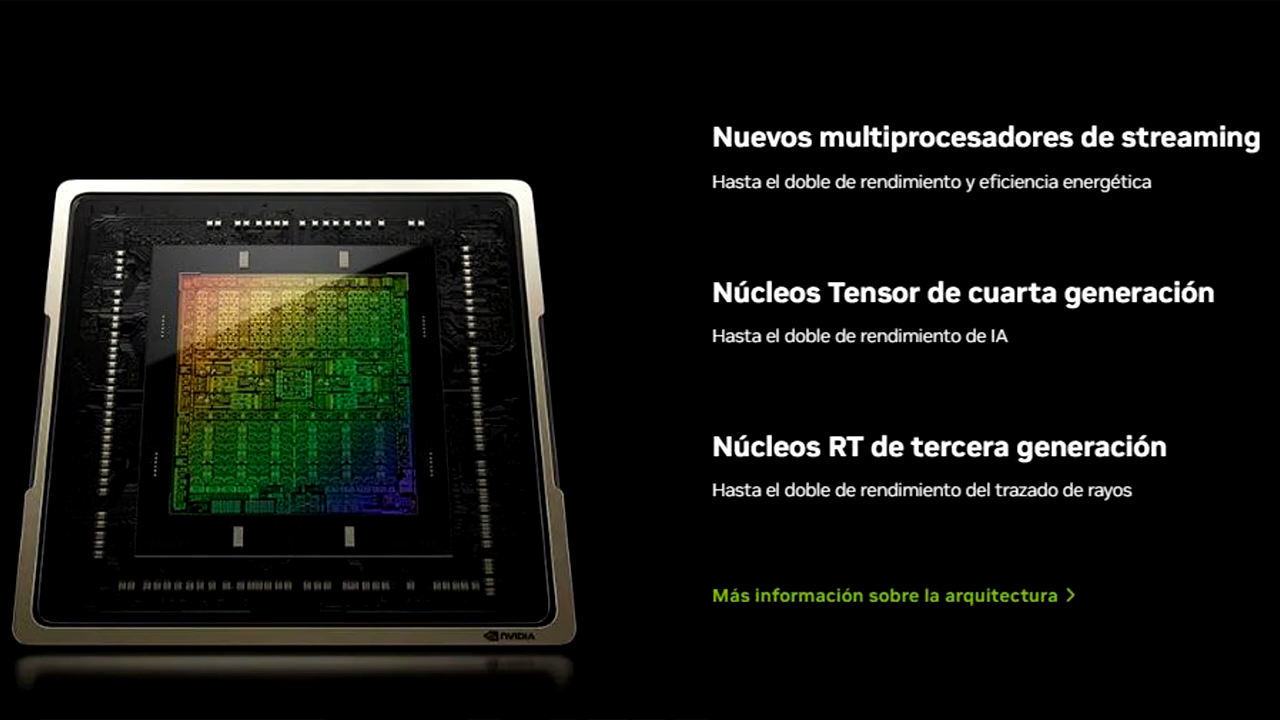 Nuevos multiprocesadores de streaming
Hasta el doble de rendimiento y eficiencia energética
Núcleos Tensor de cuarta generación
Hasta el doble de rendimiento de IA
Núcleos RT de tercera generación
Hasta el doble de rendimiento del trazado de rayos
Más información sobre la arquitectura
NVIDIA